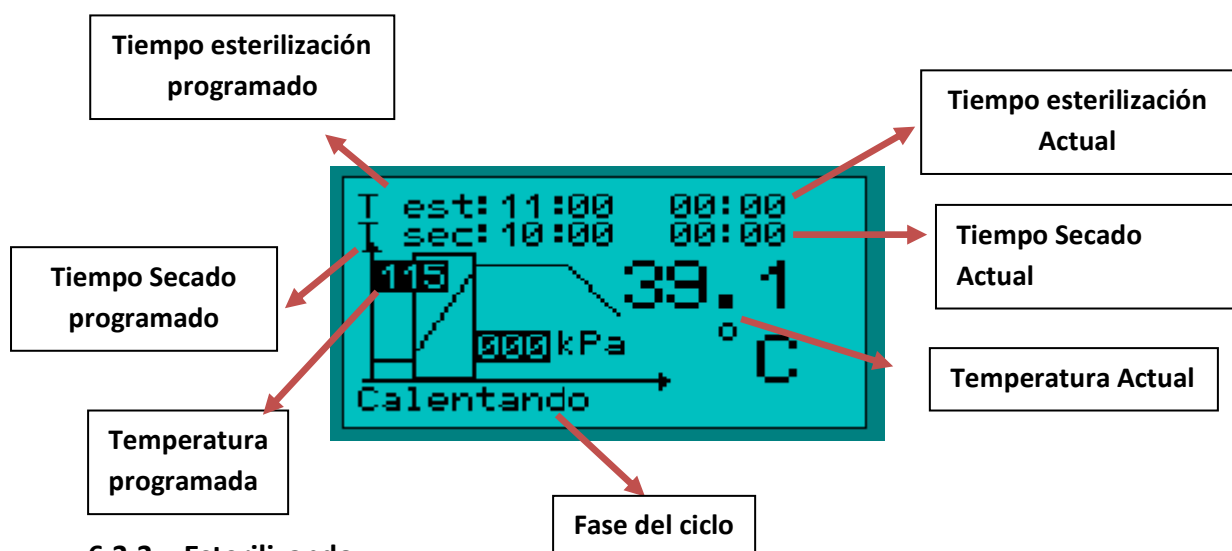 Tiempo esterilización
programado
Tiempo esterilización
Actual
T est:11:00 00:00
T sec:10:00 00:00
Tiempo Secado
Actual
Tiempo Secado
programado
115
39.1
°C
000 kPa
Temperatura Actual
Calentando
Temperatura
programada
Fase del ciclo